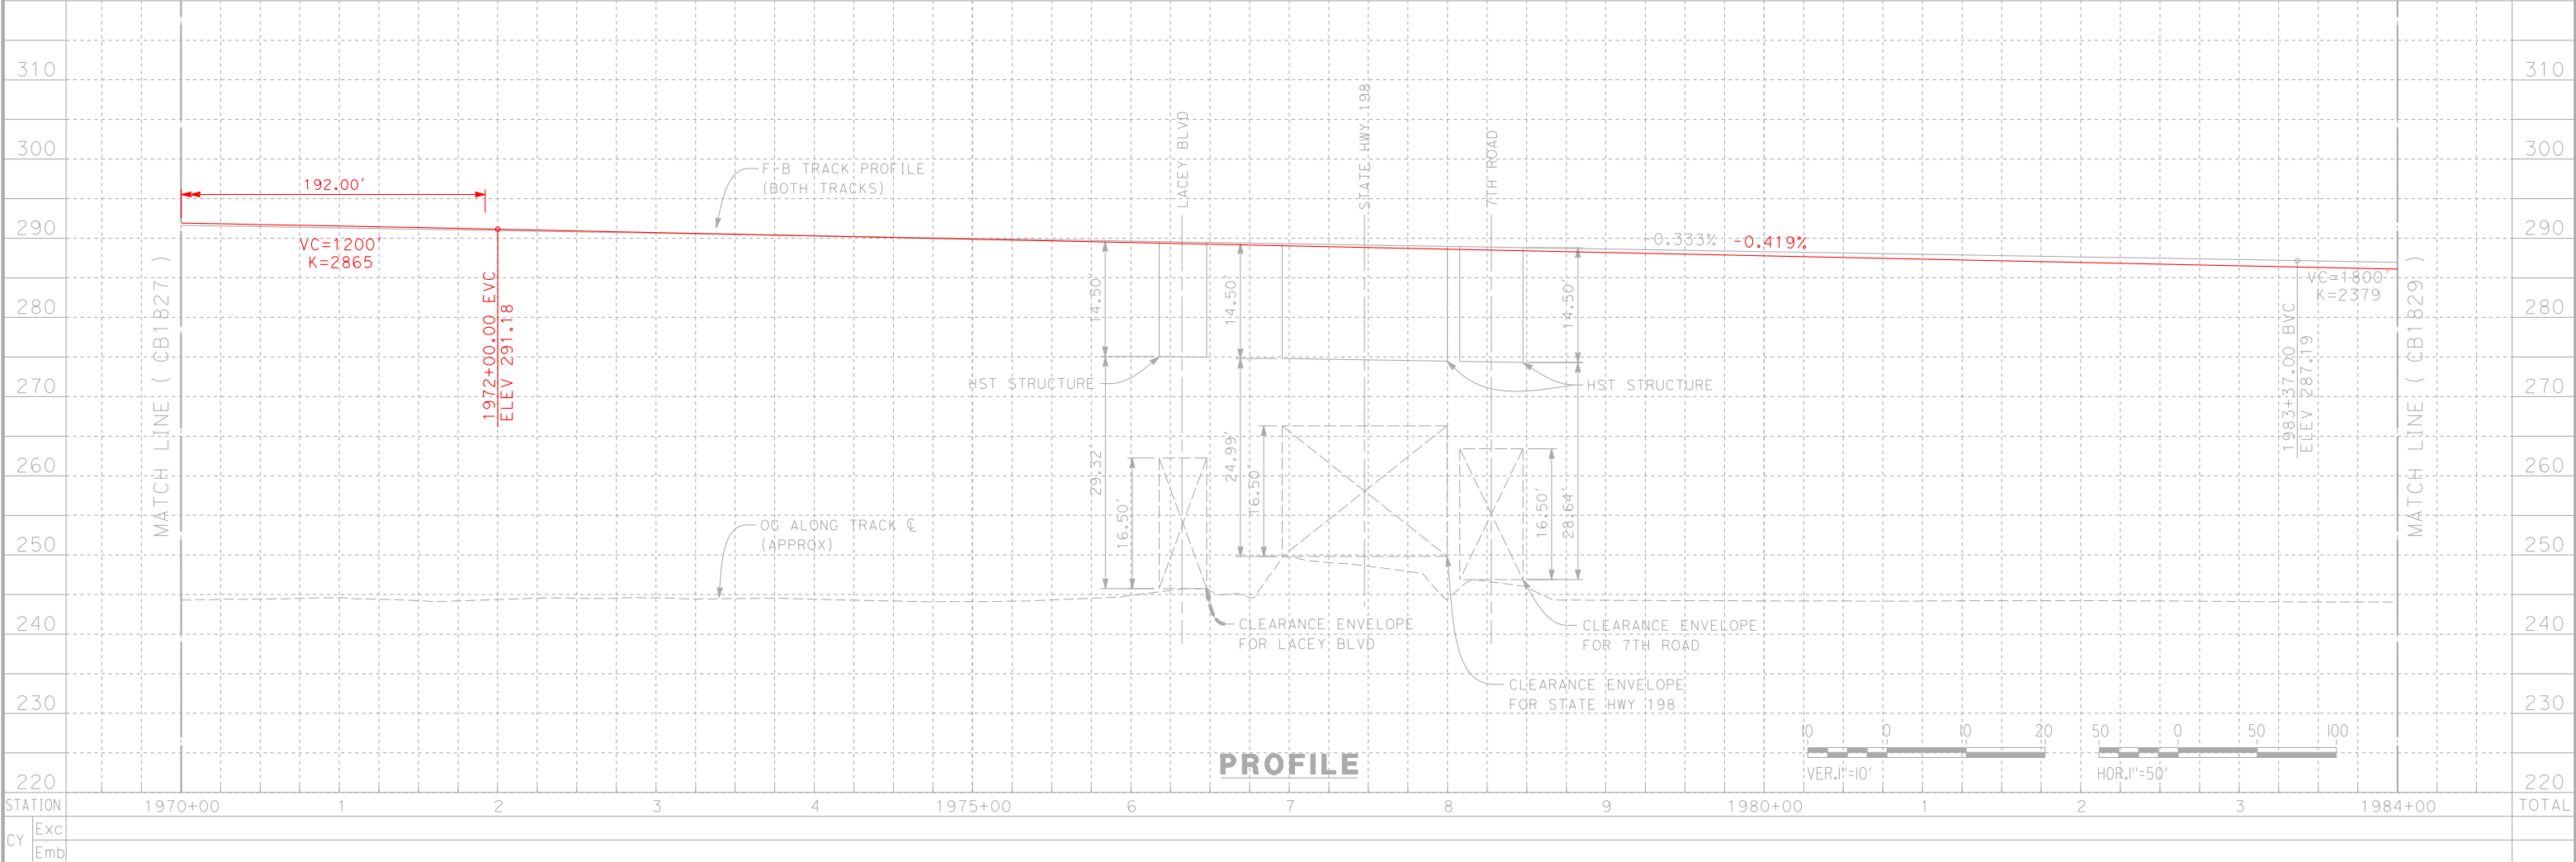 310
300
290
280
270
260
250
240
230
220
310
300
290
280
270
260
250
240
230
220
MATCH LINE ( CB1827 )
192.00'
VC=1200'
K=2865
1972+00.00 EVC
ELEV 291.18
F-B TRACK PROFILE
(BOTH TRACKS)
OG ALONG TRACK ℄
(APPROX)
LACEY BLVD
STATE HWY 198
7TH ROAD
14.50'
14.50'
14.50'
HST STRUCTURE
HST STRUCTURE
29.32'
16.50'
24.99'
16.50'
16.50'
28.64'
CLEARANCE ENVELOPE
FOR LACEY BLVD
CLEARANCE ENVELOPE
FOR 7TH ROAD
CLEARANCE ENVELOPE
FOR STATE HWY 198
-0.333%
-0.419%
VC=1800'
K=2379
1983+37.00 BVC
ELEV 287.19
MATCH LINE ( CB1829 )
PROFILE
10 0 10 20
VER.1"=10'
50 0 50 100
HOR.1"=50'
STATION 1970+00 1 2 3 4 1975+00 6 7 8 9 1980+00 1 2 3 1984+00 TOTAL
CY
Exc
Emb